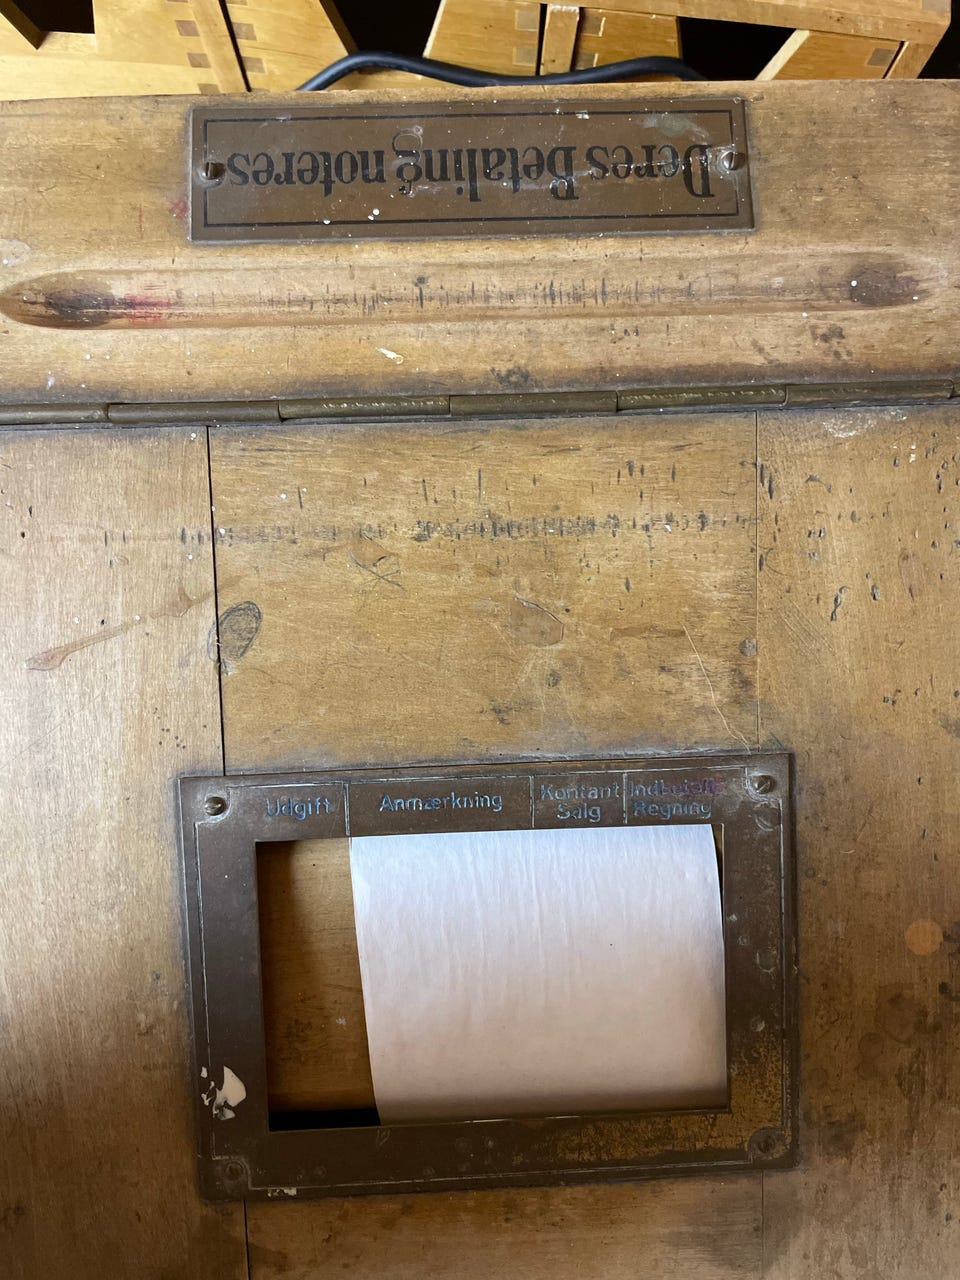 Deres Betaling noteres
Udgift Anmærkning Kontant Salg Indbetalt Regning